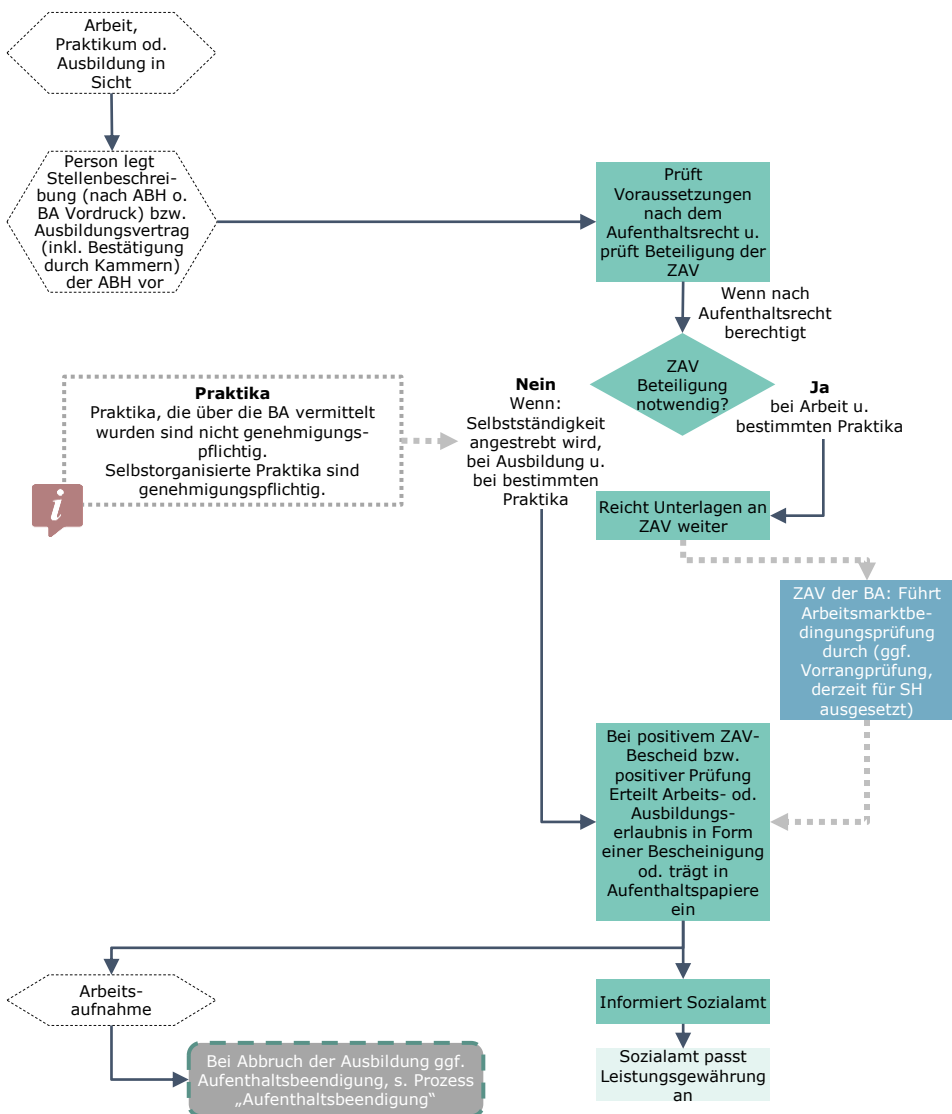 Arbeit,
Praktikum od.
Ausbildung in
Sicht
Person legt
Stellenbeschrei-
bung (nach ABH o.
BA Vordruck) bzw.
Ausbildungsvertrag
(inkl. Bestätigung
durch Kammern)
der ABH vor
Prüft
Voraussetzungen
nach dem
Aufenthaltsrecht u.
prüft Beteiligung der
ZAV
Wenn nach
Aufenthaltsrecht
berechtigt
ZAV
Beteiligung
notwendig?
Ja
bei Arbeit u.
bestimmten Praktika
Nein
Wenn:
Selbstständigkeit
angestrebt wird,
bei Ausbildung u.
bei bestimmten
Praktika
Praktika
Praktika, die über die BA vermittelt
wurden sind nicht genehmigungs-
pflichtig.
Selbstorganisierte Praktika sind
genehmigungspflichtig.
i
Reicht Unterlagen an
ZAV weiter
ZAV der BA: Führt
Arbeitsmarktbe-
dingungsprüfung
durch (ggf.
Vorrangprüfung,
derzeit für SH
ausgesetzt)
Bei positivem ZAV-
Bescheid bzw.
positiver Prüfung
Erteilt Arbeits- od.
Ausbildungs-
erlaubnis in Form
einer Bescheinigung
od. trägt in
Aufenthaltspapiere
ein
Arbeits-
aufnahme
Informiert Sozialamt
Bei Abbruch der Ausbildung ggf.
Aufenthaltsbeendigung, s. Prozess
„Aufenthaltsbeendigung“
Sozialamt passt
Leistungsgewährung
an